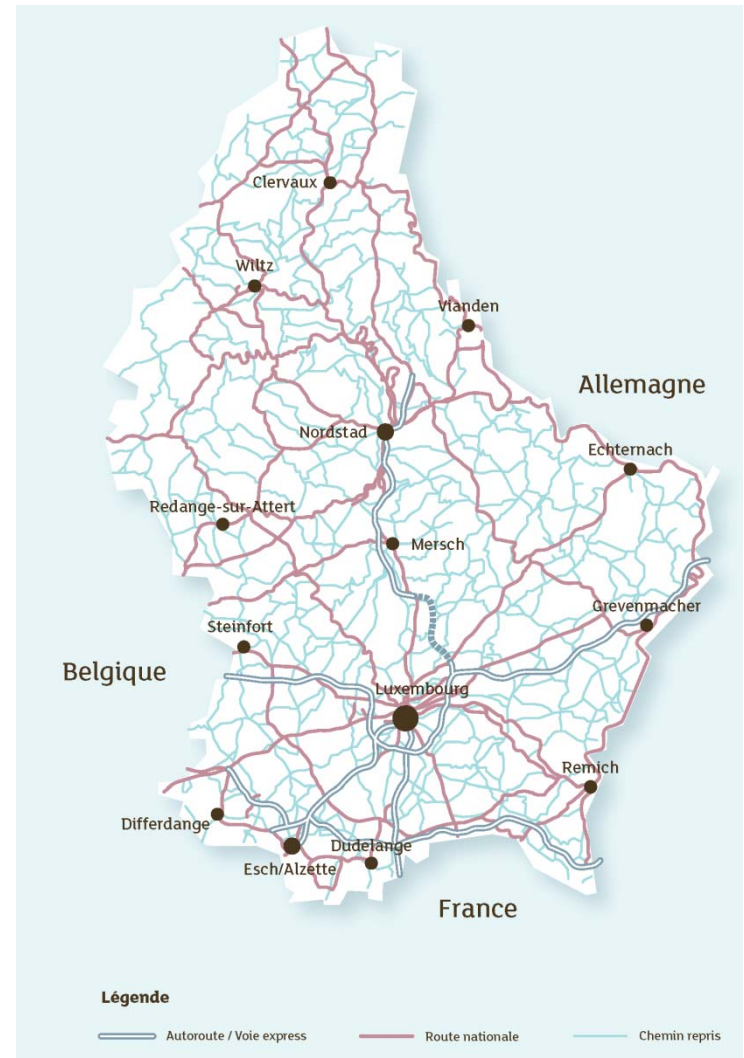 Clervaux
Wiltz
Vianden
Allemagne
Nordstad
Echternach
Redange-sur-Attert
Mersch
Grevenmacher
Steinfort
Belgique
Luxembourg
Remich
Differdange
Dudelange
Esch/Alzette
France
Légende
Autoroute / Voie express
Route nationale
Chemin repris